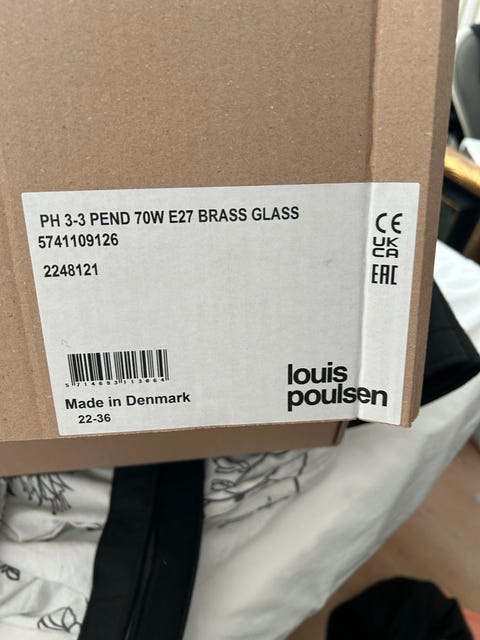 PH 3-3 PEND 70W E27 BRASS GLASS
5741109126
2248121
CE
UK
CA
EAC
5714693113064
Made in Denmark
22-36
louis
poulsen